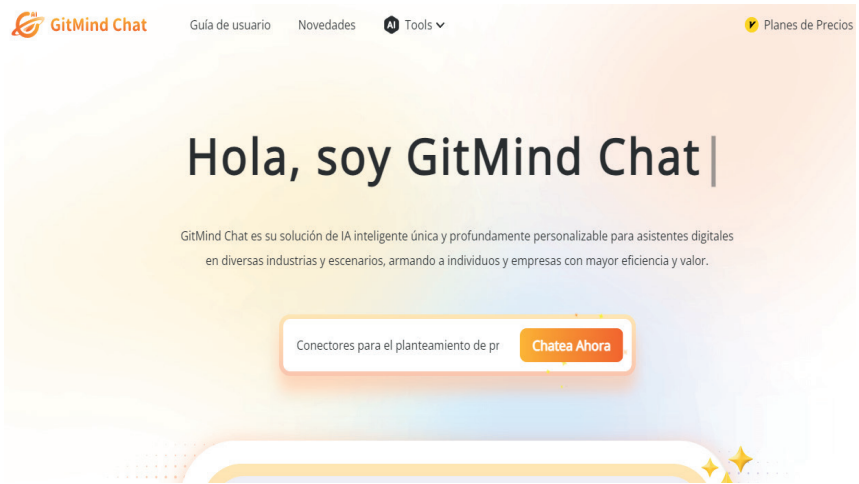 GitMind Chat
Guía de usuario
Novedades
AI Tools
Planes de Precios
Hola, soy GitMind Chat
GitMind Chat es su solución de IA inteligente única y profundamente personalizable para asistentes digitales
en diversas industrias y escenarios, armando a individuos y empresas con mayor eficiencia y valor.
Conectores para el planteamiento de pr
Chatea Ahora